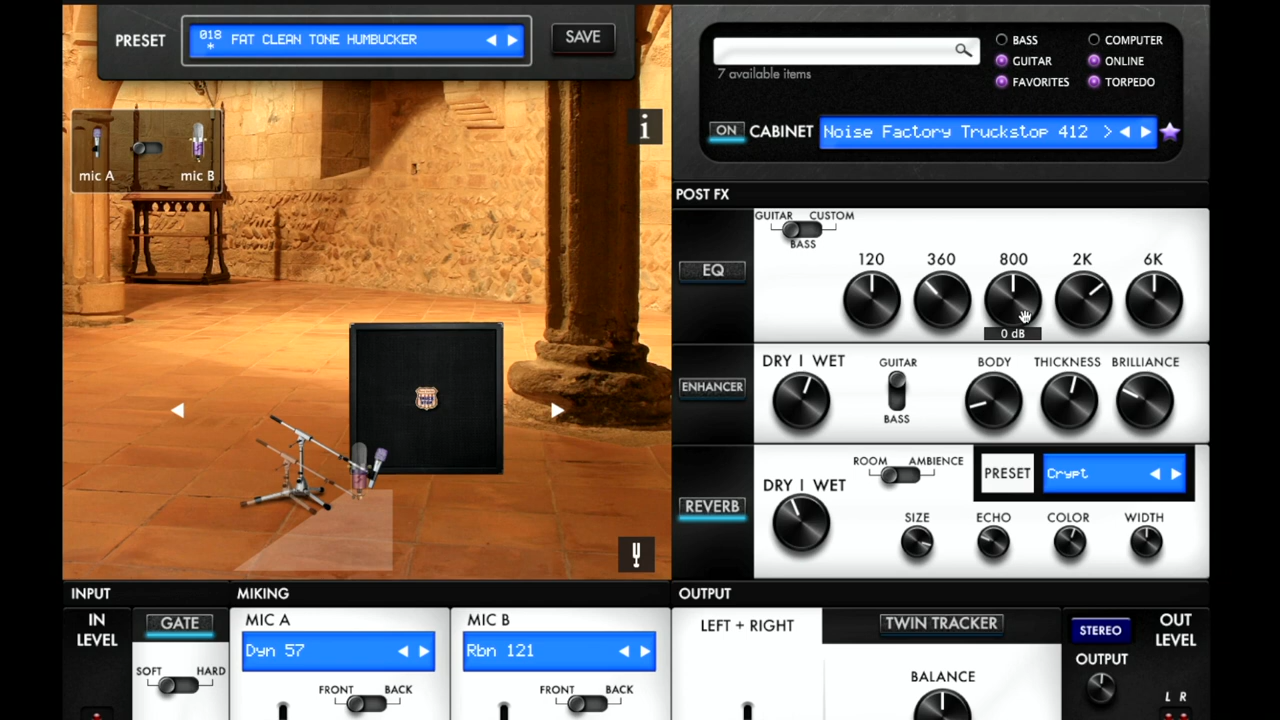 PRESET
018
* FAT CLEAN TONE HUMBUCKER
SAVE
mic A
mic B
i
7 available items
BASS
COMPUTER
GUITAR
ONLINE
FAVORITES
TORPEDO
ON
CABINET
Noise Factory Truckstop 412 >
POST FX
EQ
GUITAR
CUSTOM
BASS
120
360
800
2K
6K
0 dB
ENHANCER
DRY | WET
GUITAR
BASS
BODY
THICKNESS
BRILLIANCE
REVERB
DRY | WET
ROOM
AMBIENCE
PRESET
Crypt
SIZE
ECHO
COLOR
WIDTH
INPUT
MIKING
OUTPUT
IN
LEVEL
GATE
SOFT
HARD
MIC A
Dyn 57
FRONT
BACK
MIC B
Rbn 121
FRONT
BACK
LEFT + RIGHT
TWIN TRACKER
BALANCE
STEREO
OUTPUT
OUT
LEVEL
L R